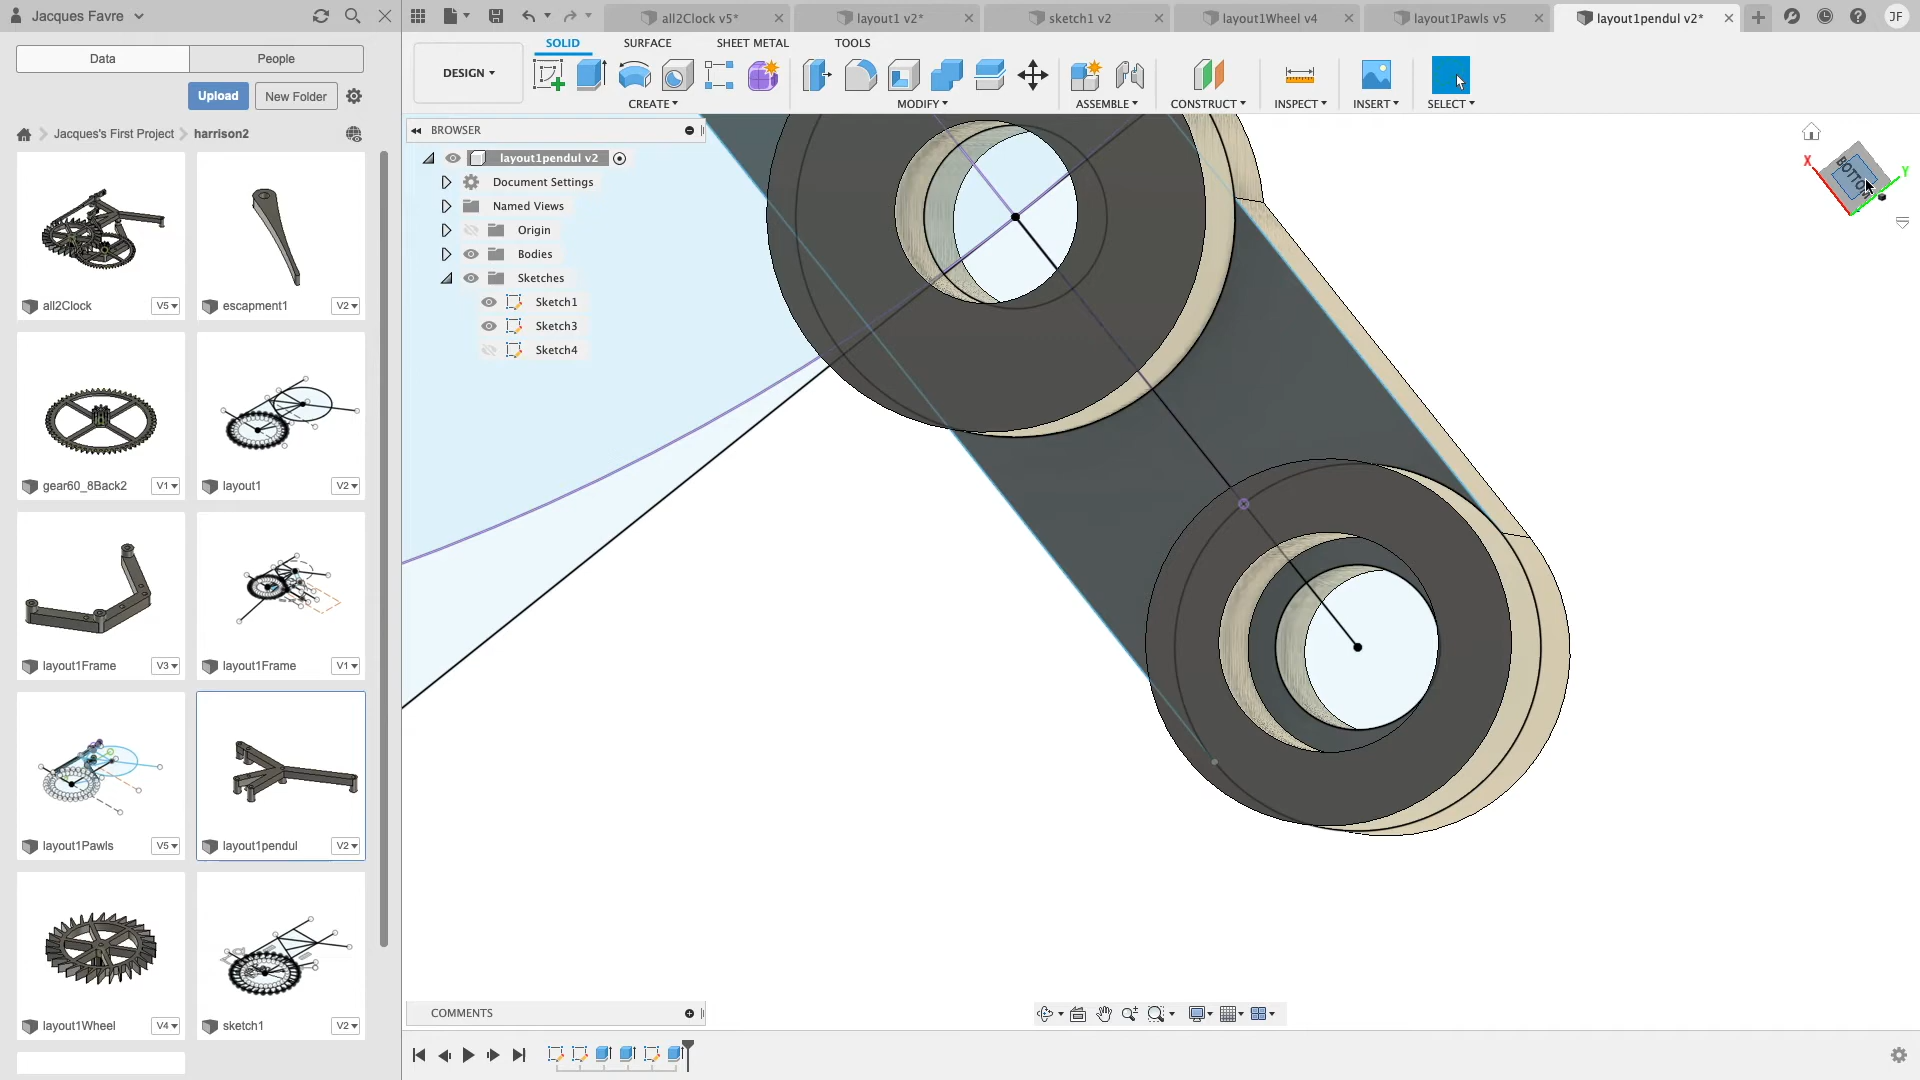 Jacques Favre
Data
People
Upload
New Folder
Jacques's First Project
harrison2
all2Clock
V5
escapment1
V2
gear60_8Back2
V1
layout1
V2
layout1Frame
V3
layout1Frame
V1
layout1Pawls
V5
layout1pendul
V2
layout1Wheel
V4
sketch1
V2
all2Clock v5*
layout1 v2*
sketch1 v2
layout1Wheel v4
layout1Pawls v5
layout1pendul v2*
JF
DESIGN
SOLID
SURFACE
SHEET METAL
TOOLS
CREATE
MODIFY
ASSEMBLE
CONSTRUCT
INSPECT
INSERT
SELECT
BROWSER
layout1pendul v2
Document Settings
Named Views
Origin
Bodies
Sketches
Sketch1
Sketch3
Sketch4
X
BOTTOM
Y
COMMENTS